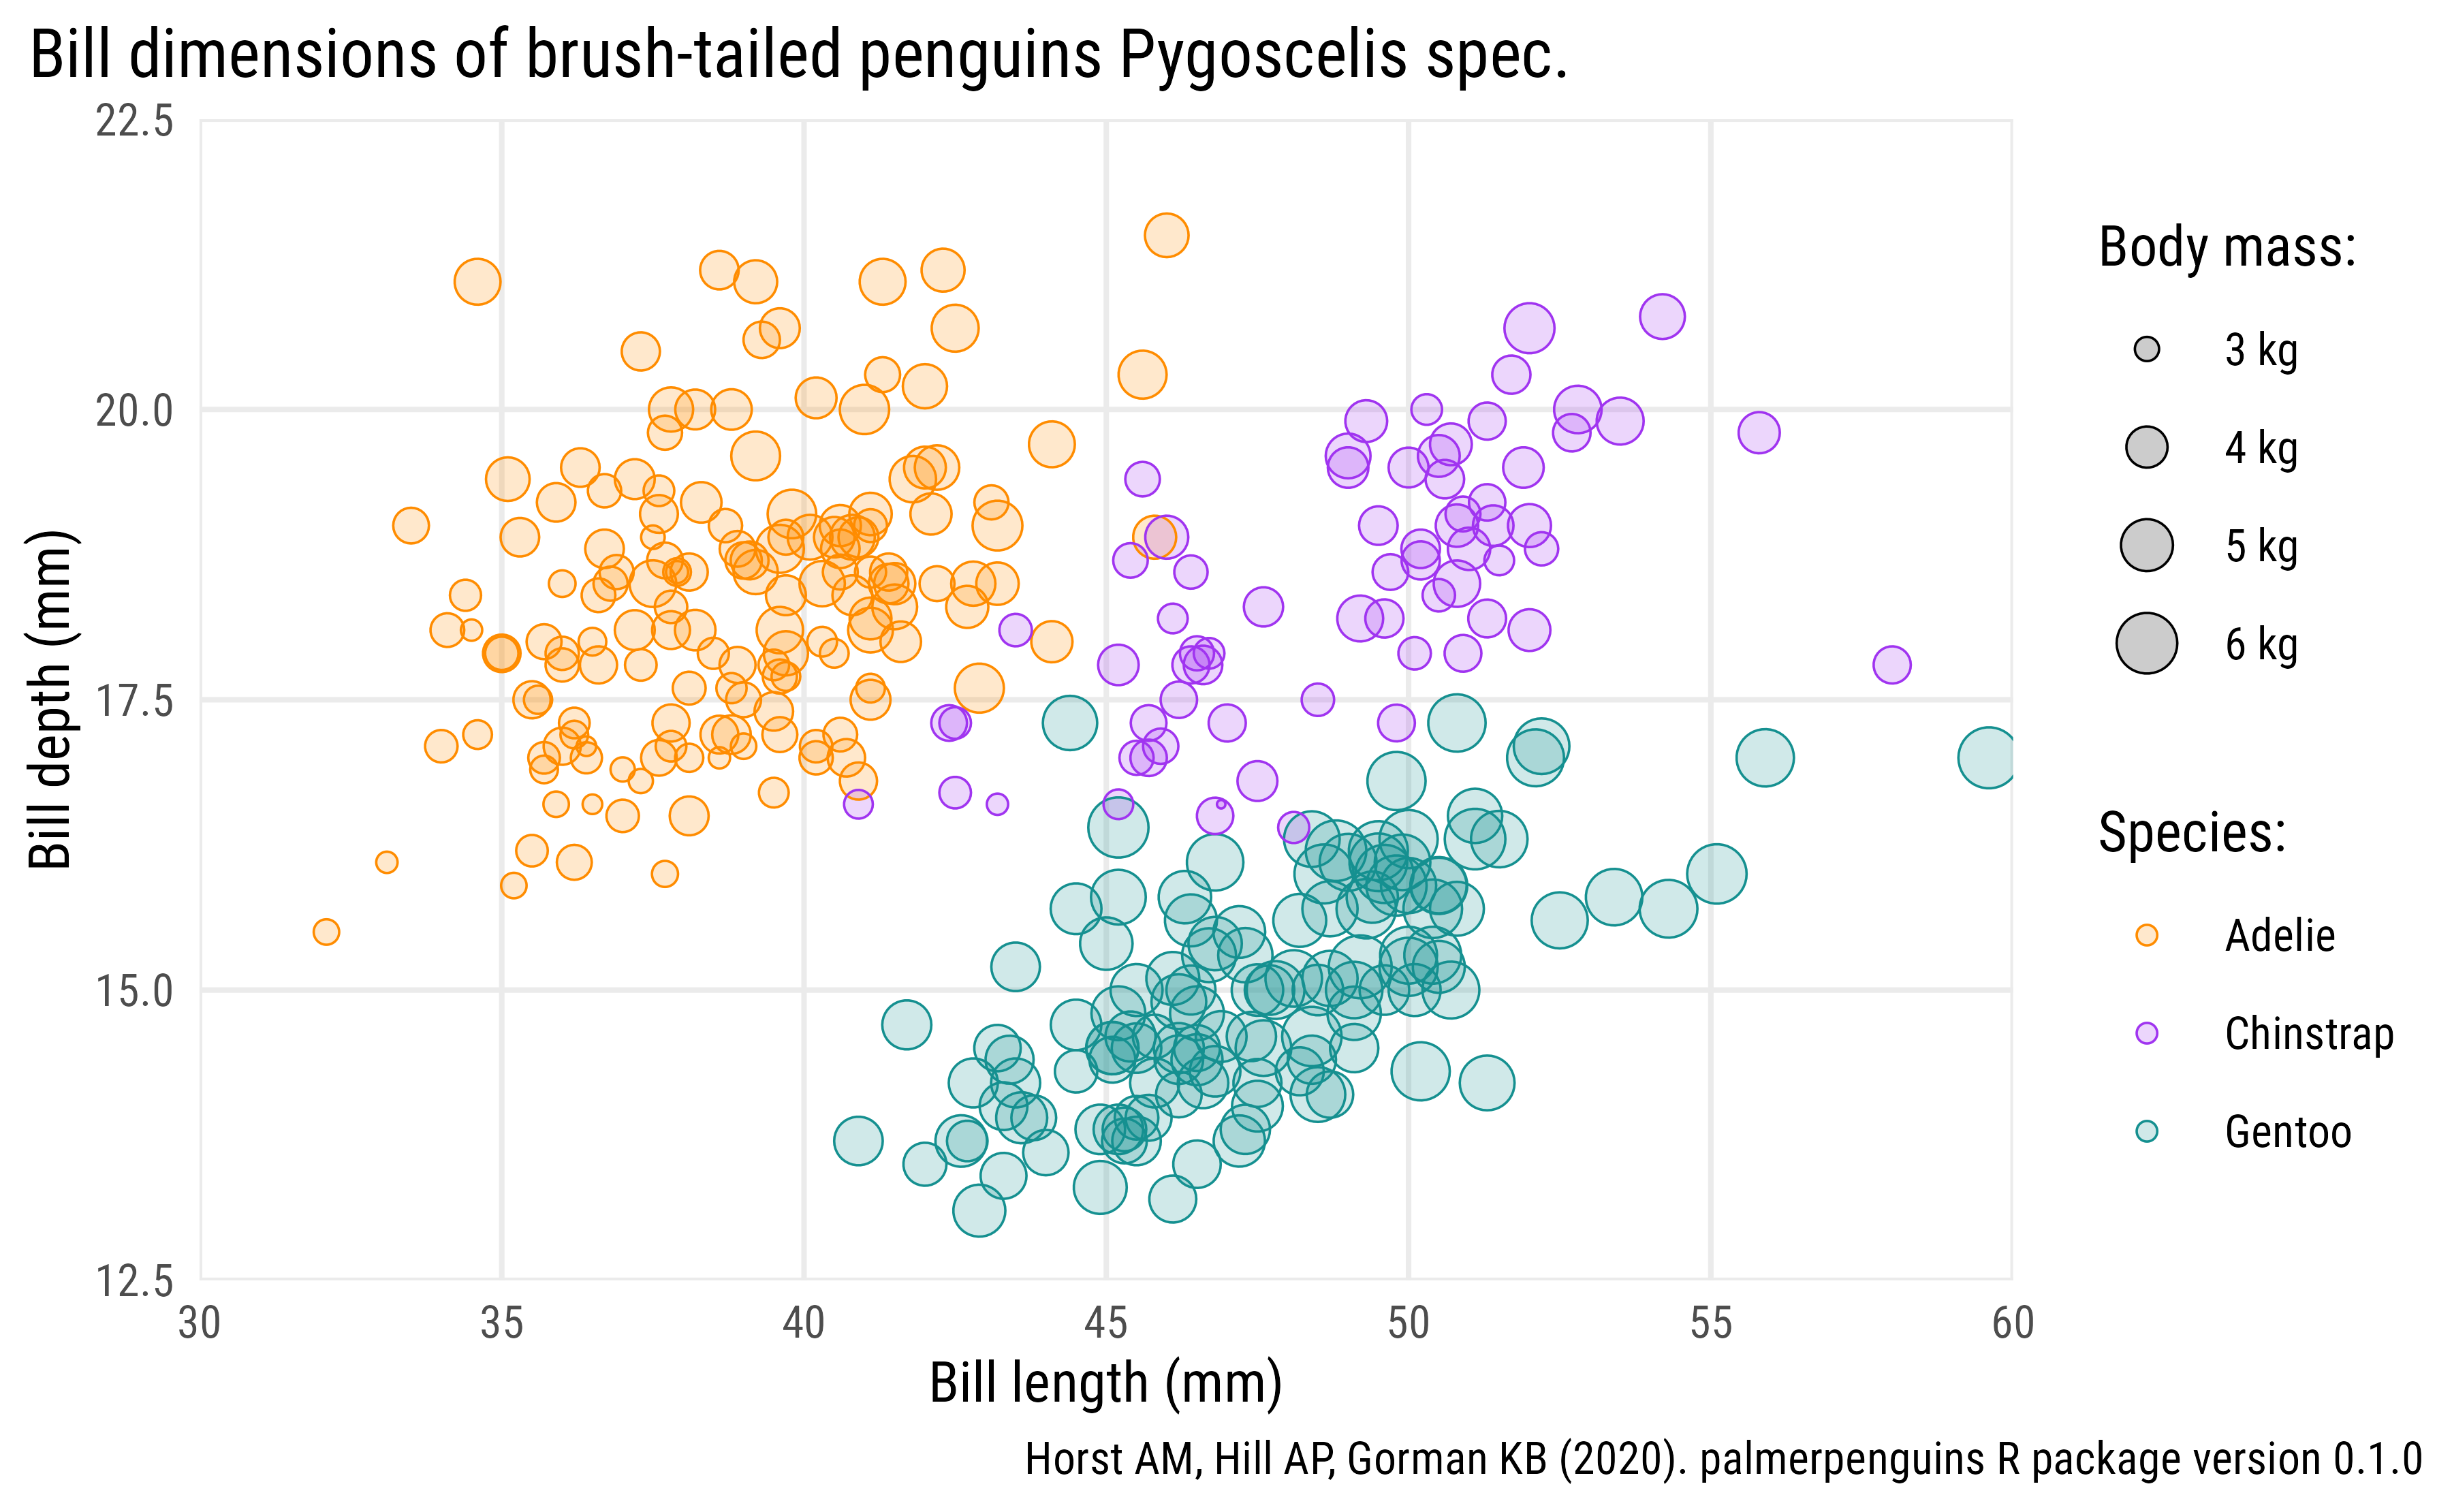 Bill dimensions of brush-tailed penguins Pygoscelis spec.
22.5
20.0
17.5
15.0
12.5
Bill depth (mm)
30 35 40 45 50 55 60
Bill length (mm)
Body mass:
3 kg
4 kg
5 kg
6 kg
Species:
Adelie
Chinstrap
Gentoo
Horst AM, Hill AP, Gorman KB (2020). palmerpenguins R package version 0.1.0